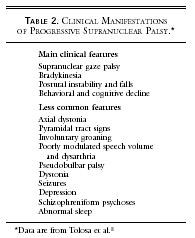 TABLE 2. CLINICAL MANIFESTATIONS
OF PROGRESSIVE SUPRANUCLEAR PALSY.*
Main clinical features
Supranuclear gaze palsy
Bradykinesia
Postural instability and falls
Behavioral and cognitive decline
Less common features
Axial dystonia
Pyramidal tract signs
Involuntary groaning
Poorly modulated speech volume
and dysarthria
Pseudobulbar palsy
Dystonia
Seizures
Depression
Schizophreniform psychoses
Abnormal sleep
*Data are from Tolosa et al.8